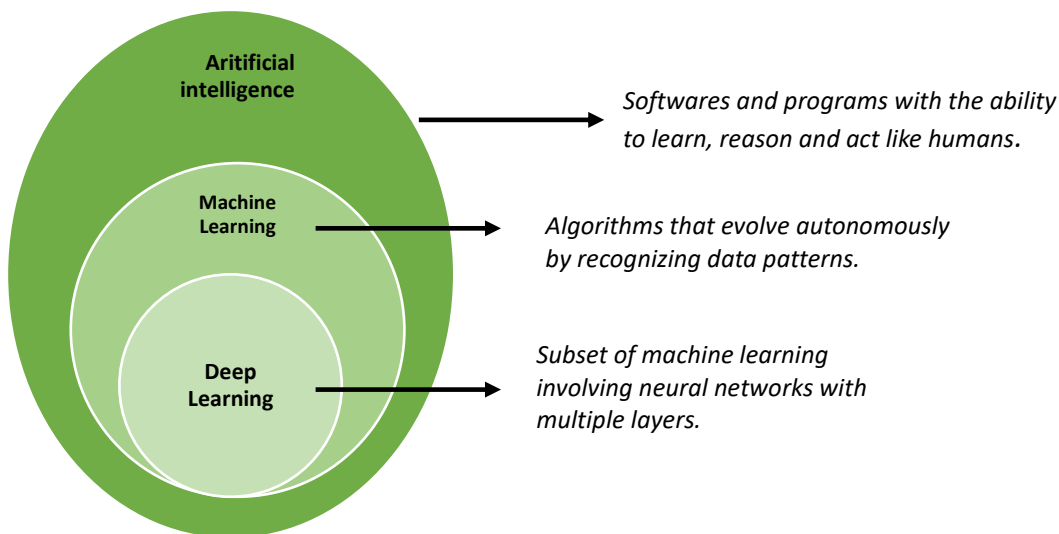 Aritificial
intelligence
Softwares and programs with the ability
to learn, reason and act like humans.
Machine
Learning
Algorithms that evolve autonomously
by recognizing data patterns.
Deep
Learning
Subset of machine learning
involving neural networks with
multiple layers.